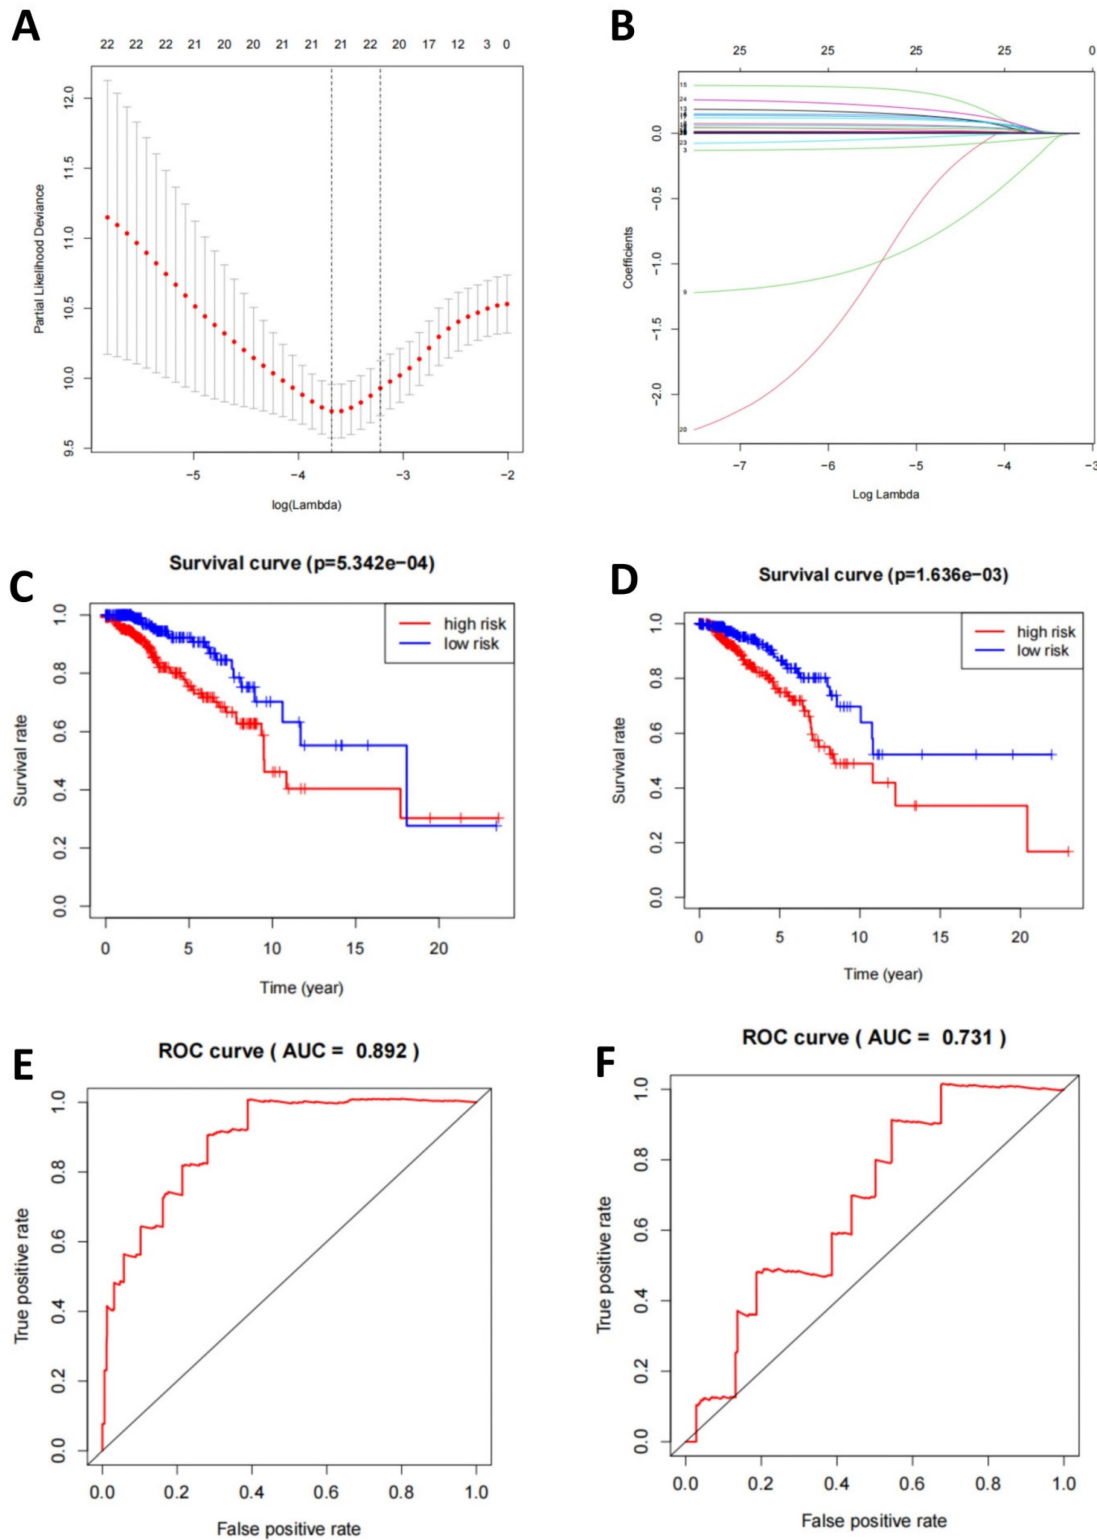 A
22 22 22 21 20 20 21 21 21 22 20 17 12 3 0
Partial Likelihood Deviance
12.0
11.5
11.0
10.5
10.0
9.5
−5 −4 −3 −2
log(Lambda)
B
25 25 25 25 0
Coefficients
0.0
−0.5
−1.0
−1.5
−2.0
15
24
23
3
9
20
−7 −6 −5 −4 −3
Log Lambda
C
Survival curve (p=5.342e−04)
high risk
low risk
Survival rate
1.0
0.8
0.6
0.4
0.2
0.0
0 5 10 15 20
Time (year)
D
Survival curve (p=1.636e−03)
high risk
low risk
Survival rate
1.0
0.8
0.6
0.4
0.2
0.0
0 5 10 15 20
Time (year)
E
ROC curve ( AUC = 0.892 )
True positive rate
1.0
0.8
0.6
0.4
0.2
0.0
0.0 0.2 0.4 0.6 0.8 1.0
False positive rate
F
ROC curve ( AUC = 0.731 )
True positive rate
1.0
0.8
0.6
0.4
0.2
0.0
0.0 0.2 0.4 0.6 0.8 1.0
False positive rate